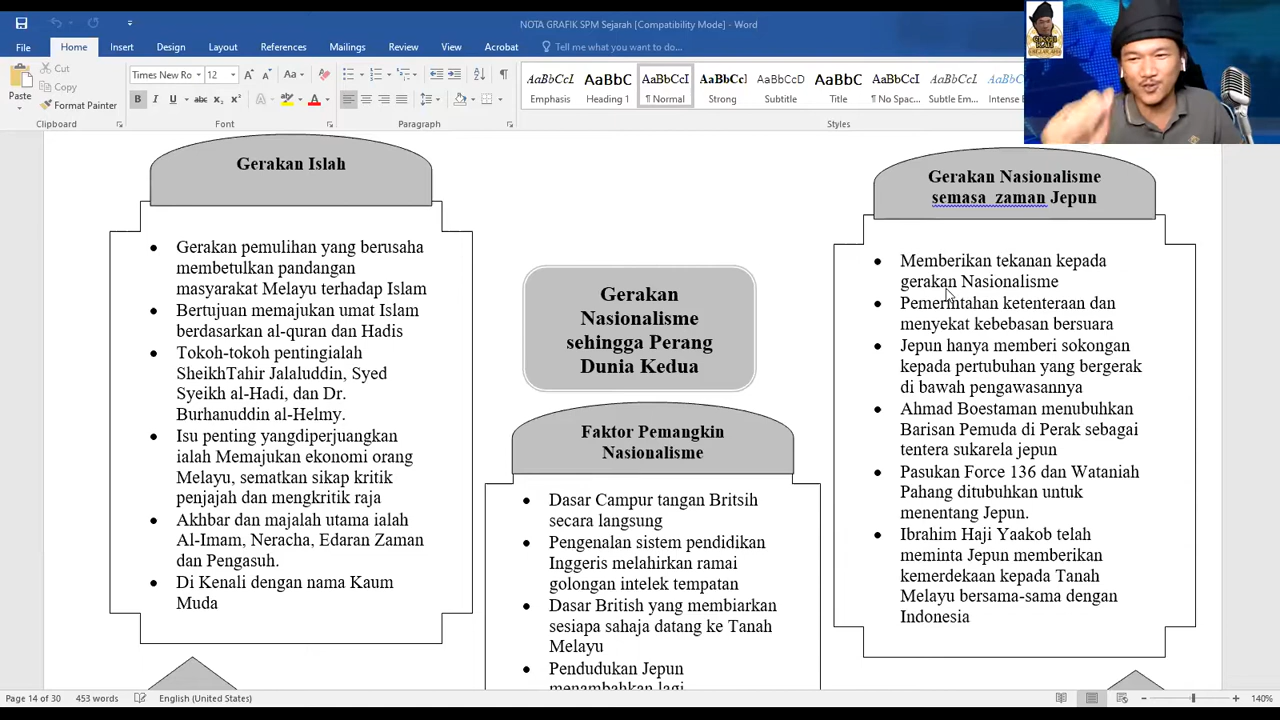 NOTA GRAFIK SPM Sejarah [Compatibility Mode] - Word
File Home Insert Design Layout References Mailings Review View Acrobat Tell me what you want to do...
Paste
Cut
Copy
Format Painter
Times New Ro 12
Clipboard
Font
Paragraph
Styles
AaBbCcL AaBbC AaBbCcI AaBbCc) AaBbCcD AaBbC AaBbCcI AaBbCcL AaBbCcL
Emphasis Heading 1 ¶ Normal Strong Subtitle Title ¶ No Spac... Subtle Em... Intense
Gerakan Islah
Gerakan pemulihan yang berusaha
membetulkan pandangan
masyarakat Melayu terhadap Islam
Bertujuan memajukan umat Islam
berdasarkan al-quran dan Hadis
Tokoh-tokoh pentingialah
SheikhTahir Jalaluddin, Syed
Syeikh al-Hadi, dan Dr.
Burhanuddin al-Helmy.
Isu penting yangdiperjuangkan
ialah Memajukan ekonomi orang
Melayu, sematkan sikap kritik
penjajah dan mengkritik raja
Akhbar dan majalah utama ialah
Al-Imam, Neracha, Edaran Zaman
dan Pengasuh.
Di Kenali dengan nama Kaum
Muda
Gerakan
Nasionalisme
sehingga Perang
Dunia Kedua
Faktor Pemangkin
Nasionalisme
Dasar Campur tangan Britsih
secara langsung
Pengenalan sistem pendidikan
Inggeris melahirkan ramai
golongan intelek tempatan
Dasar British yang membiarkan
sesiapa sahaja datang ke Tanah
Melayu
Pendudukan Jepun
menambahkan lagi
Gerakan Nasionalisme
semasa zaman Jepun
Memberikan tekanan kepada
gerakan Nasionalisme
Pemerintahan ketenteraan dan
menyekat kebebasan bersuara
Jepun hanya memberi sokongan
kepada pertubuhan yang bergerak
di bawah pengawasannya
Ahmad Boestaman menubuhkan
Barisan Pemuda di Perak sebagai
tentera sukarela jepun
Pasukan Force 136 dan Wataniah
Pahang ditubuhkan untuk
menentang Jepun.
Ibrahim Haji Yaakob telah
meminta Jepun memberikan
kemerdekaan kepada Tanah
Melayu bersama-sama dengan
Indonesia
Page 14 of 30 453 words English (United States) 140%